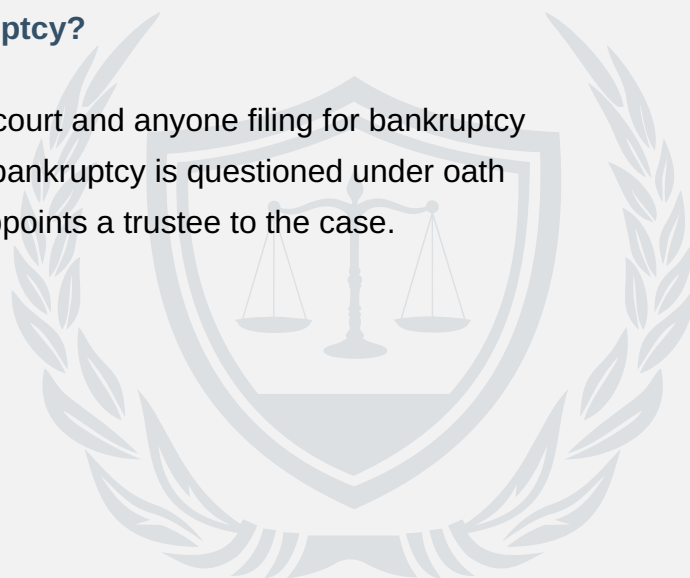 ptcy?
court and anyone filing for bankruptcy
bankruptcy is questioned under oath
points a trustee to the case.